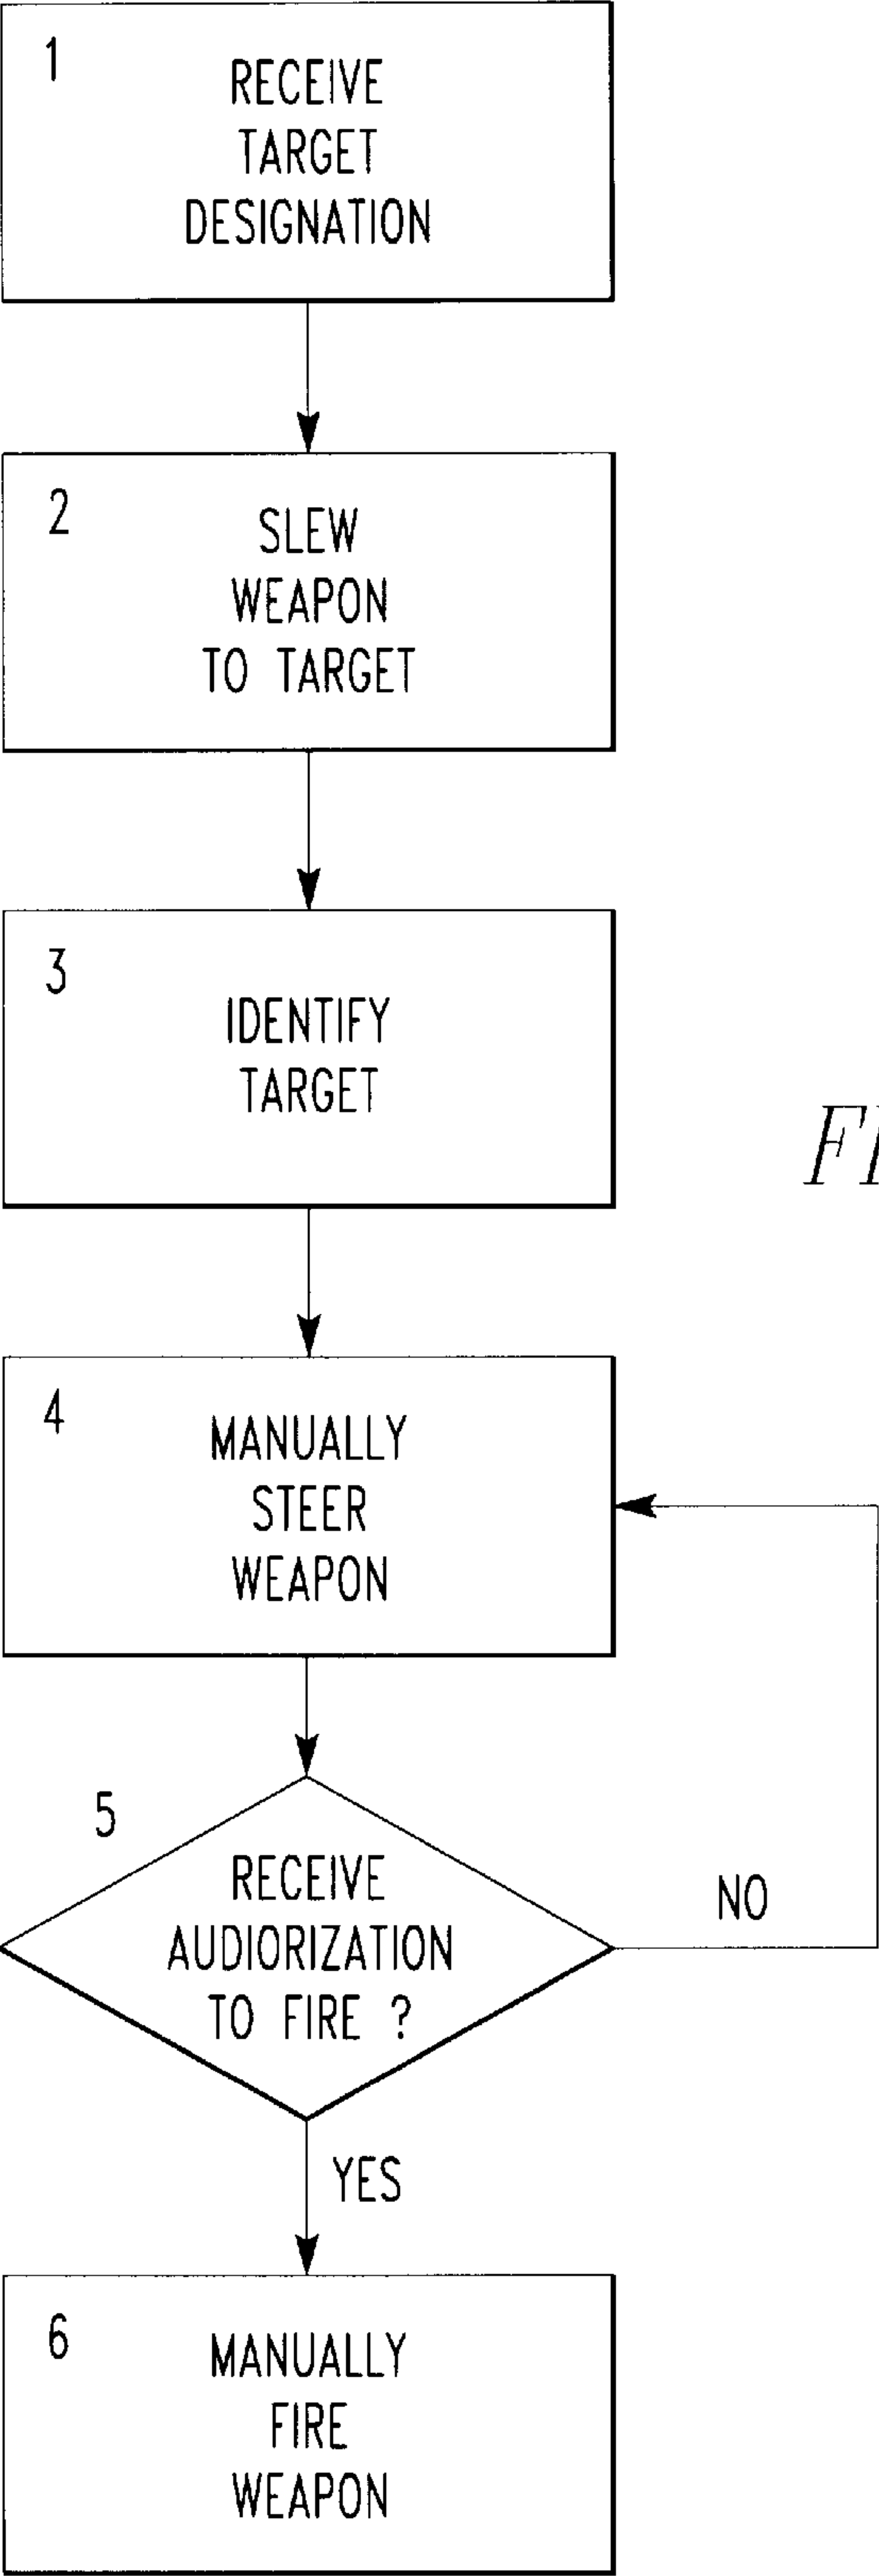 1
RECEIVE
TARGET
DESIGNATION
2
SLEW
WEAPON
TO TARGET
3
IDENTIFY
TARGET
FI
4
MANUALLY
STEER
WEAPON
5
RECEIVE
AUDIORIZATION
TO FIRE ?
NO
YES
6
MANUALLY
FIRE
WEAPON